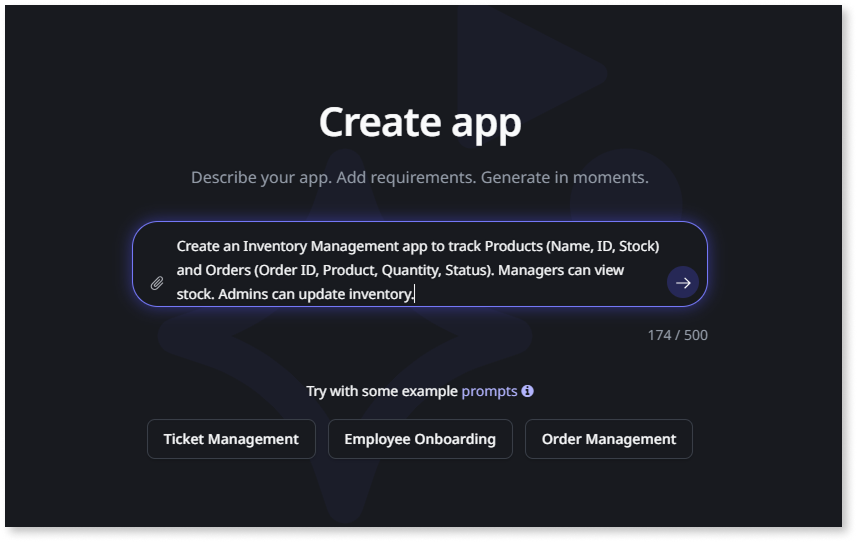 Create app
Describe your app. Add requirements. Generate in moments.
Create an Inventory Management app to track Products (Name, ID, Stock)
and Orders (Order ID, Product, Quantity, Status). Managers can view
stock. Admins can update inventory.
174 / 500
Try with some example prompts
Ticket Management
Employee Onboarding
Order Management